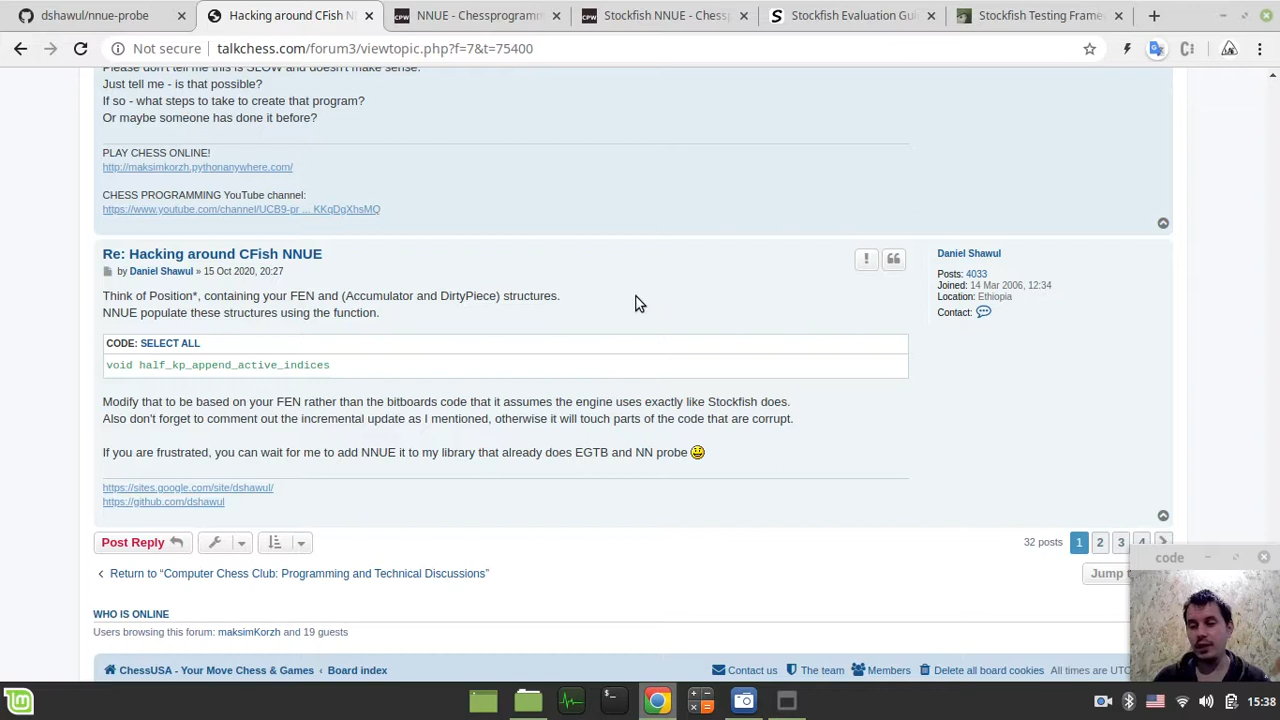 dshawul/nnue-probe
Hacking around CFish N
NNUE - Chessprogramm
Stockfish NNUE - Chessp
Stockfish Evaluation Gui
Stockfish Testing Frame
Not secure
talkchess.com/forum3/viewtopic.php?f=7&t=75400
Please don't tell me this is SLOW and doesn't make sense.
Just tell me - is that possible?
If so - what steps to take to create that program?
Or maybe someone has done it before?
PLAY CHESS ONLINE!
http://maksimkorzh.pythonanywhere.com/
CHESS PROGRAMMING YouTube channel:
https://www.youtube.com/channel/UCB9-pr ... KKqDgXhsMQ
Re: Hacking around CFish NNUE
by Daniel Shawul » 15 Oct 2020, 20:27
Think of Position*, containing your FEN and (Accumulator and DirtyPiece) structures.
NNUE populate these structures using the function.
CODE: SELECT ALL
void half_kp_append_active_indices
Modify that to be based on your FEN rather than the bitboards code that it assumes the engine uses exactly like Stockfish does.
Also don't forget to comment out the incremental update as I mentioned, otherwise it will touch parts of the code that are corrupt.
If you are frustrated, you can wait for me to add NNUE it to my library that already does EGTB and NN probe
https://sites.google.com/site/dshawul/
https://github.com/dshawul
Daniel Shawul
Posts: 4033
Joined: 14 Mar 2006, 12:34
Location: Ethiopia
Contact:
Post Reply
32 posts 1 2 3 4
Return to “Computer Chess Club: Programming and Technical Discussions”
Jump
WHO IS ONLINE
Users browsing this forum: maksimKorzh and 19 guests
ChessUSA - Your Move Chess & Games
Board index
Contact us
The team
Members
Delete all board cookies
All times are UTC
code
15:38